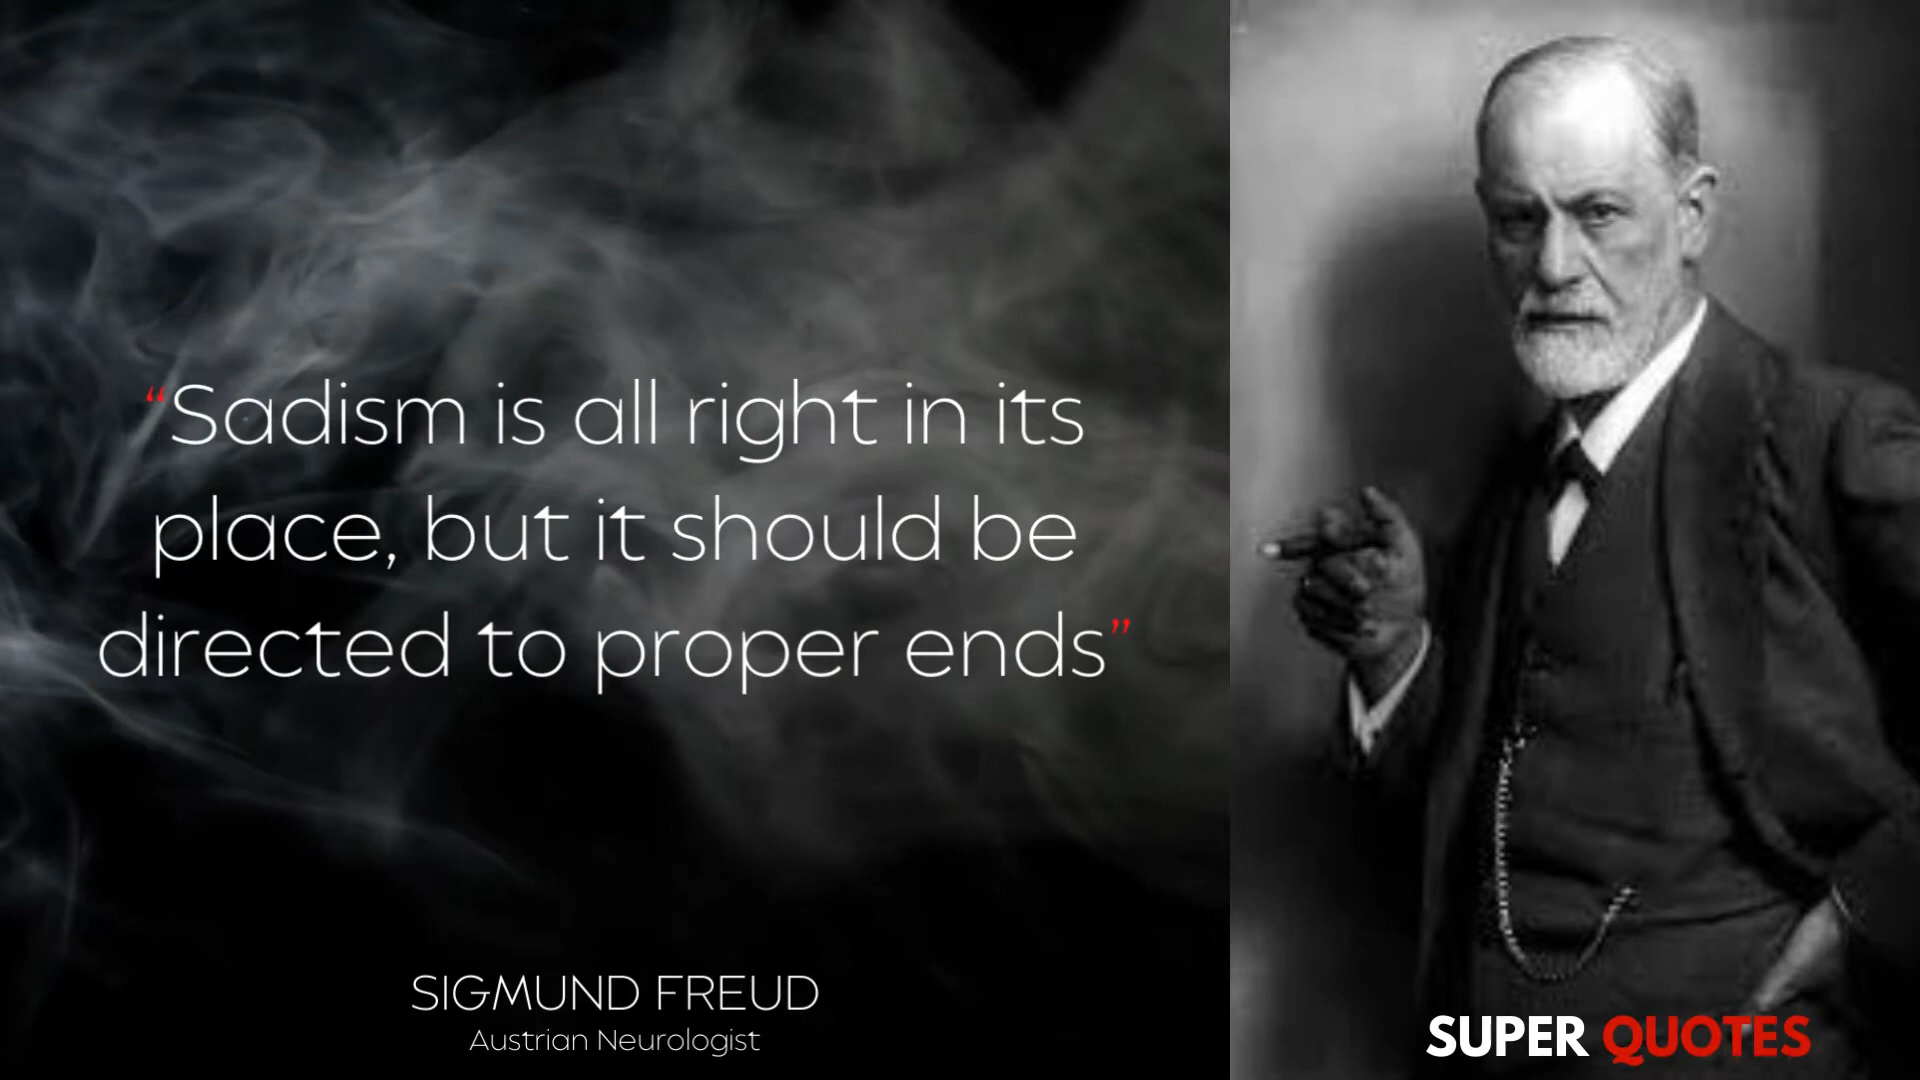 “Sadism is all right in its
place, but it should be
directed to proper ends”
SIGMUND FREUD
Austrian Neurologist
SUPER QUOTES